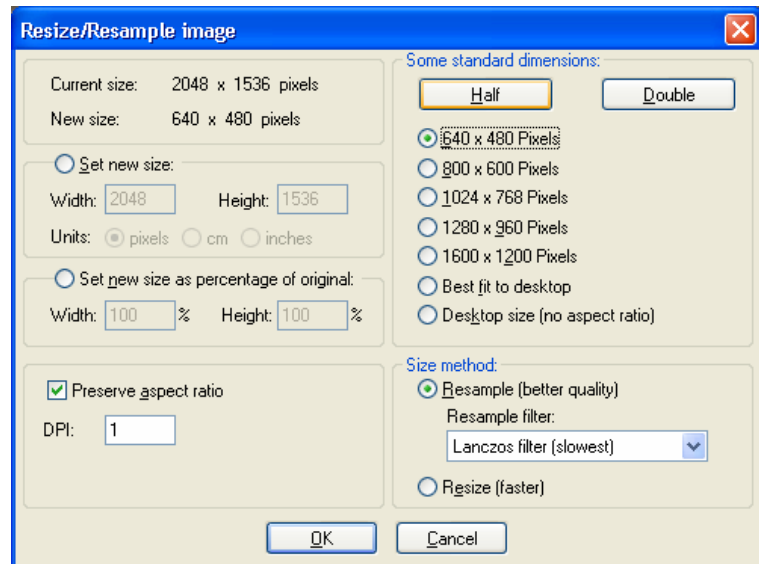 Resize/Resample image
Current size: 2048 x 1536 pixels
New size: 640 x 480 pixels
Set new size:
Width: 2048 Height: 1536
Units: pixels cm inches
Set new size as percentage of original:
Width: 100 % Height: 100 %
Preserve aspect ratio
DPI: 1
Some standard dimensions:
Half Double
640 x 480 Pixels
800 x 600 Pixels
1024 x 768 Pixels
1280 x 960 Pixels
1600 x 1200 Pixels
Best fit to desktop
Desktop size (no aspect ratio)
Size method:
Resample (better quality)
Resample filter:
Lanczos filter (slowest)
Resize (faster)
OK Cancel